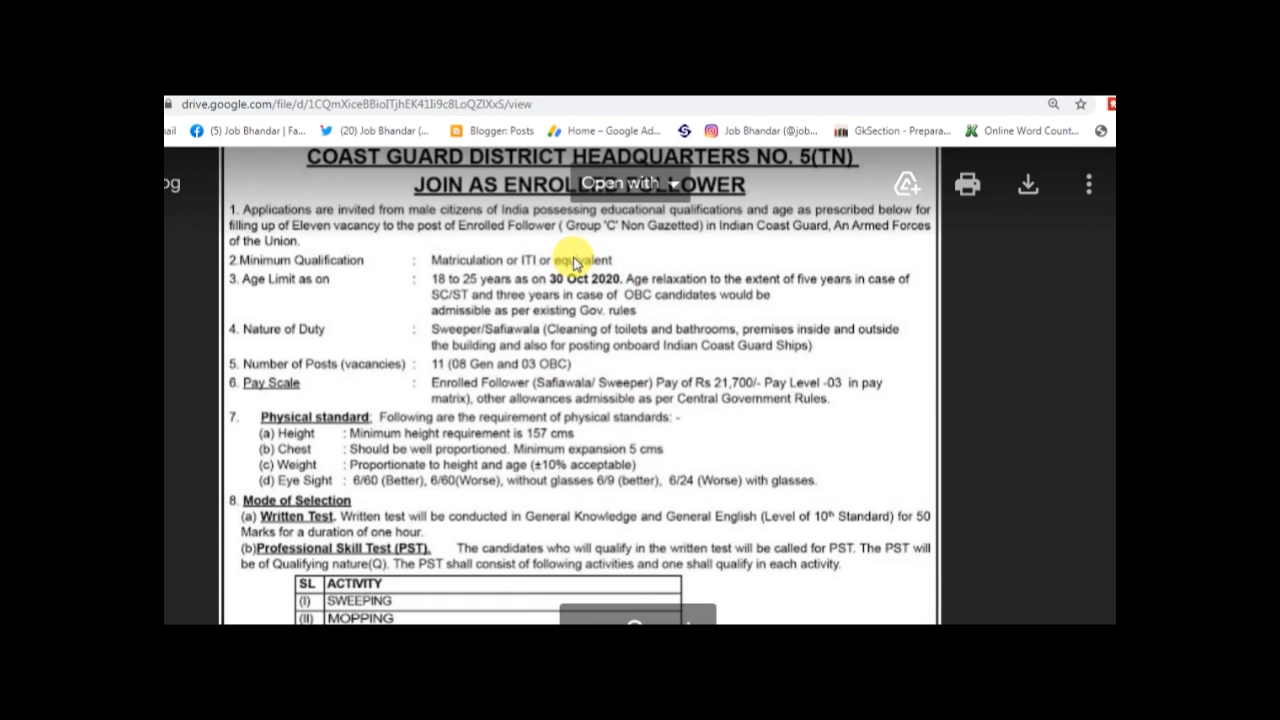 drive.google.com/file/d/1CQmXiceBBioITjhEK41Ii9c8LoQZlXxS/view
ail (5) Job Bhandar | Fa... (20) Job Bhandar (... Blogger: Posts Home – Google Ad... Job Bhandar (@job... GkSection - Prepara... Online Word Count...
COAST GUARD DISTRICT HEADQUARTERS NO. 5(TN)
og
Open with
JOIN AS ENROLLED LOWER
1. Applications are invited from male citizens of India possessing educational qualifications and age as prescribed below for
filling up of Eleven vacancy to the post of Enrolled Follower ( Group 'C' Non Gazetted) in Indian Coast Guard, An Armed Forces
of the Union.
2.Minimum Qualification : Matriculation or ITI or equivalent
3. Age Limit as on : 18 to 25 years as on 30 Oct 2020. Age relaxation to the extent of five years in case of
SC/ST and three years in case of OBC candidates would be
admissible as per existing Gov. rules
4. Nature of Duty : Sweeper/Safiawala (Cleaning of toilets and bathrooms, premises inside and outside
the building and also for posting onboard Indian Coast Guard Ships)
5. Number of Posts (vacancies) : 11 (08 Gen and 03 OBC)
6. Pay Scale : Enrolled Follower (Safiawala/ Sweeper) Pay of Rs 21,700/- Pay Level -03 in pay
matrix), other allowances admissible as per Central Government Rules.
7. Physical standard: Following are the requirement of physical standards: -
(a) Height : Minimum height requirement is 157 cms
(b) Chest : Should be well proportioned. Minimum expansion 5 cms
(c) Weight : Proportionate to height and age (±10% acceptable)
(d) Eye Sight : 6/60 (Better), 6/60(Worse), without glasses 6/9 (better), 6/24 (Worse) with glasses.
8. Mode of Selection
(a) Written Test. Written test will be conducted in General Knowledge and General English (Level of 10th Standard) for 50
Marks for a duration of one hour.
(b)Professional Skill Test (PST). The candidates who will qualify in the written test will be called for PST. The PST will
be of Qualifying nature(Q). The PST shall consist of following activities and one shall qualify in each activity.
SL ACTIVITY
(I) SWEEPING
(II) MOPPING